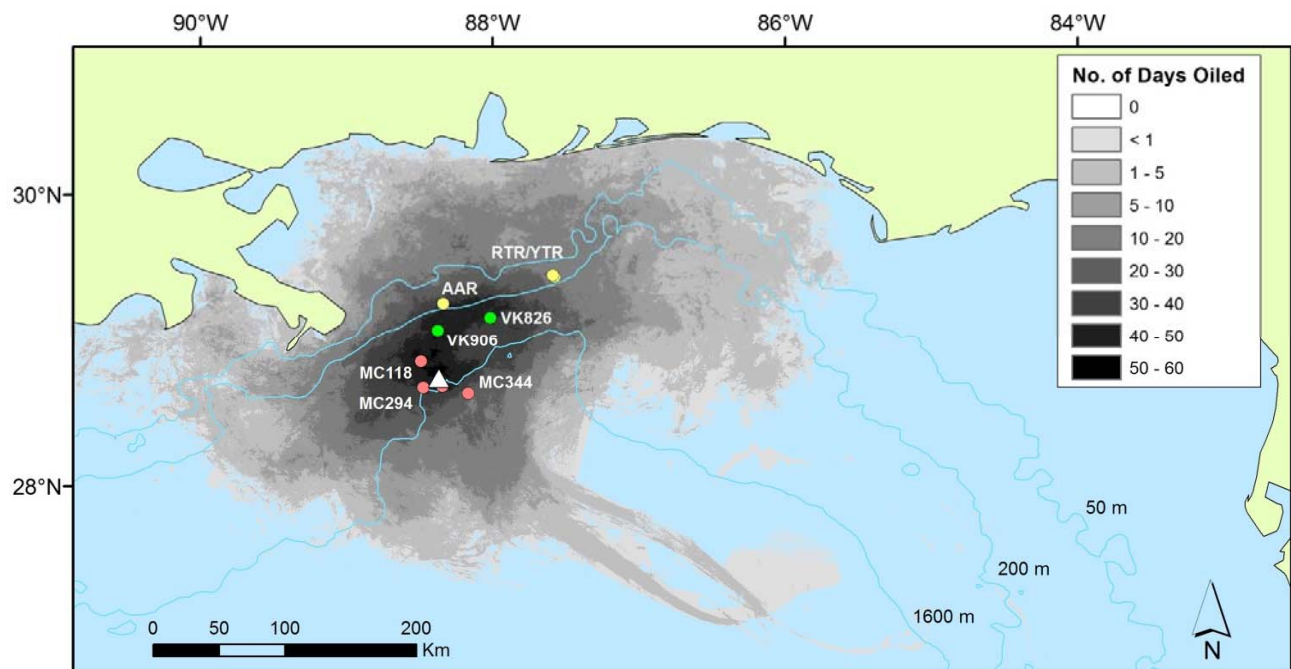 90°W
88°W
86°W
84°W
No. of Days Oiled
0
< 1
1 - 5
5 - 10
10 - 20
20 - 30
30 - 40
40 - 50
50 - 60
30°N
28°N
RTR/YTR
AAR
VK826
VK906
MC118
MC344
MC294
50 m
200 m
1600 m
0 50 100 200
Km
N